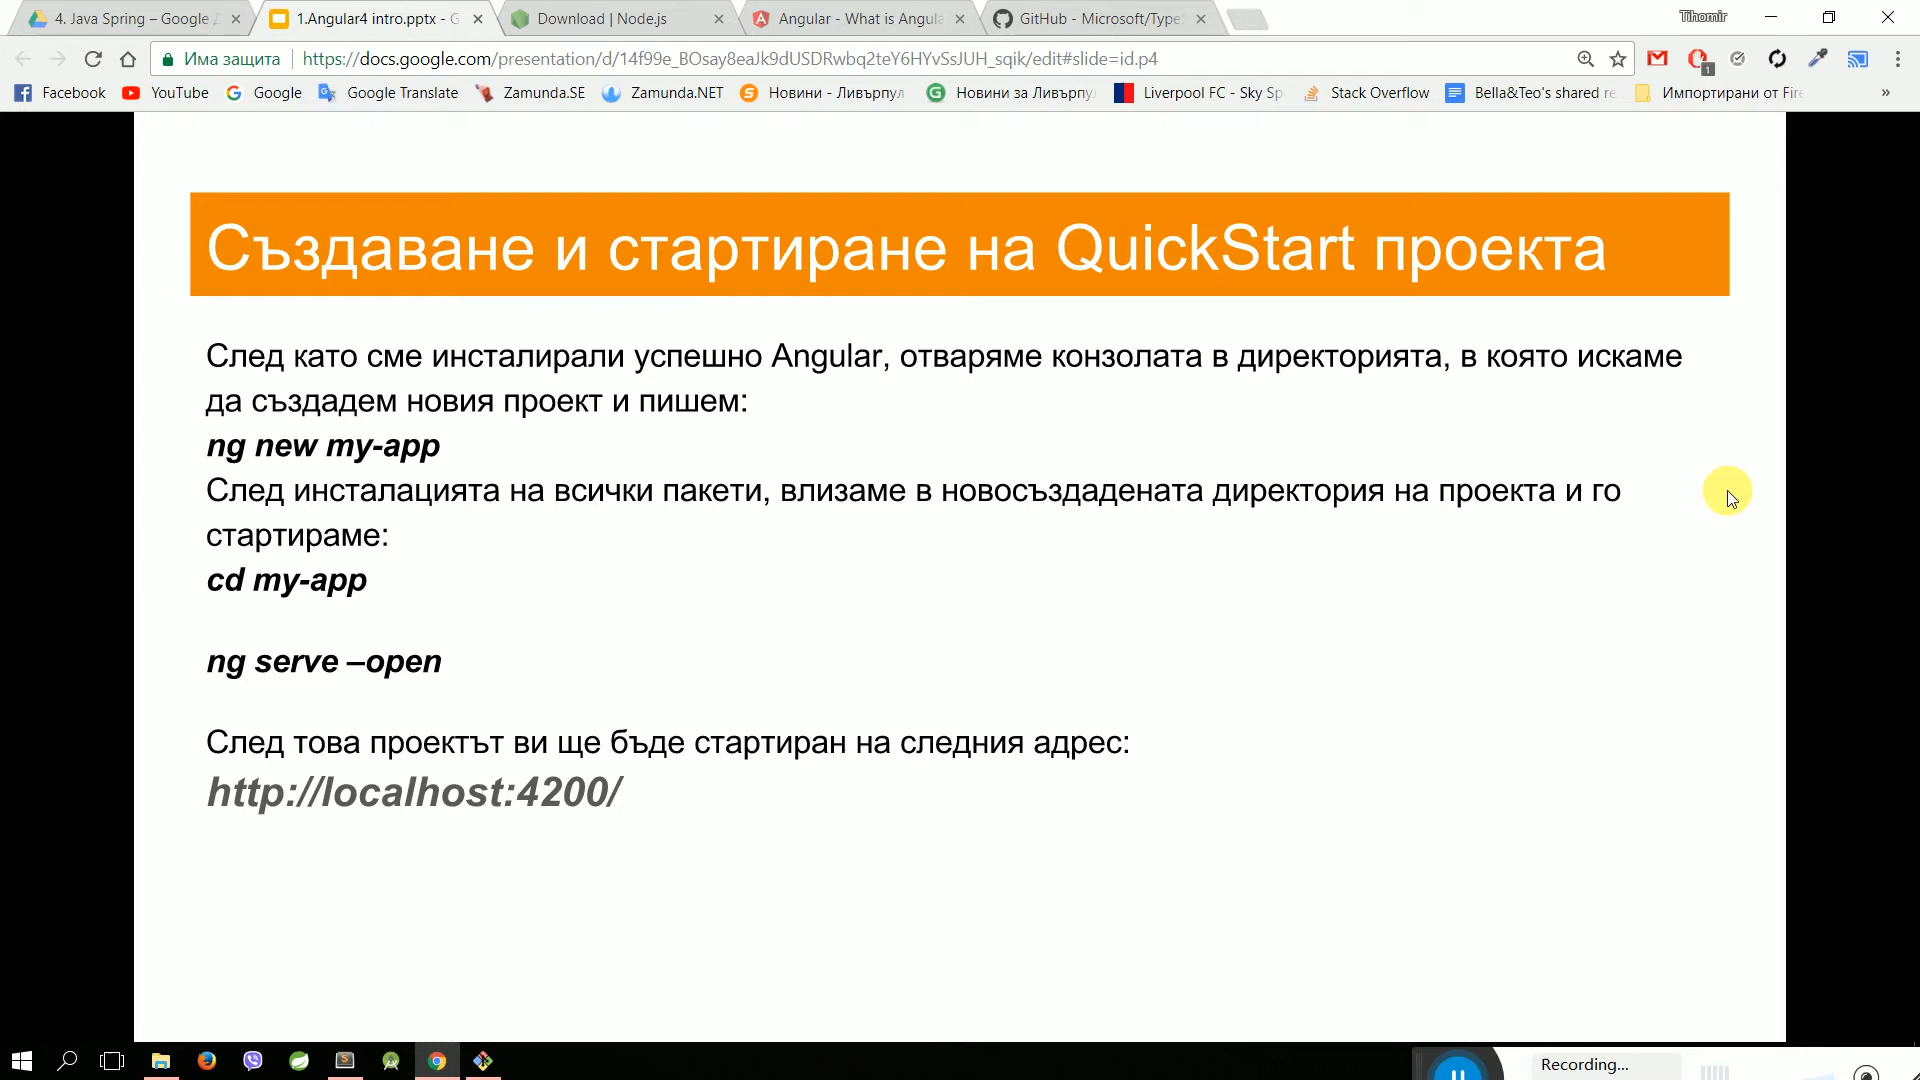 4. Java Spring – Google Д
1.Angular4 intro.pptx - G
Download | Node.js
Angular - What is Angula
GitHub - Microsoft/Type
Tihomir
Има защита
https://docs.google.com/presentation/d/14f99e_BOsay8eaJk9dUSDRwbq2teY6HYvSsJUH_sqik/edit#slide=id.p4
1
Facebook
YouTube
Google
Google Translate
Zamunda.SE
Zamunda.NET
Новини - Ливърпул
Новини за Ливърпу
Liverpool FC - Sky Sp
Stack Overflow
Bella&Teo's shared re
Импортирани от Fire
»
Създаване и стартиране на QuickStart проекта
След като сме инсталирали успешно Angular, отваряме конзолата в директорията, в която искаме
да създадем новия проект и пишем:
ng new my-app
След инсталацията на всички пакети, влизаме в новосъздадената директория на проекта и го
стартираме:
cd my-app
ng serve –open
След това проектът ви ще бъде стартиран на следния адрес:
http://localhost:4200/
Recording...